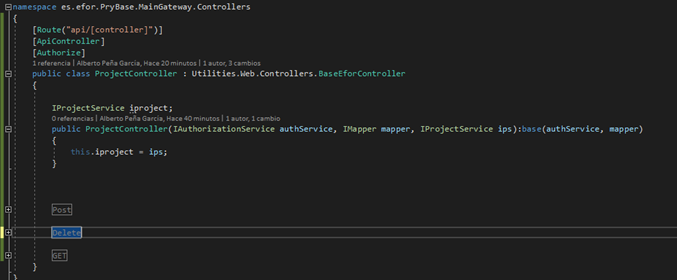 namespace es.efor.PryBase.MainGateway.Controllers
{
[Route("api/[controller]")]
[ApiController]
[Authorize]
1 referencia | Alberto Peña García, Hace 20 minutos | 1 autor, 3 cambios
public class ProjectController : Utilities.Web.Controllers.BaseEforController
{
IProjectService iproject;
0 referencias | Alberto Peña García, Hace 40 minutos | 1 autor, 1 cambio
public ProjectController(IAuthorizationService authService, IMapper mapper, IProjectService ips):base(authService, mapper)
{
this.iproject = ips;
}
Post
Delete
GET
}
}